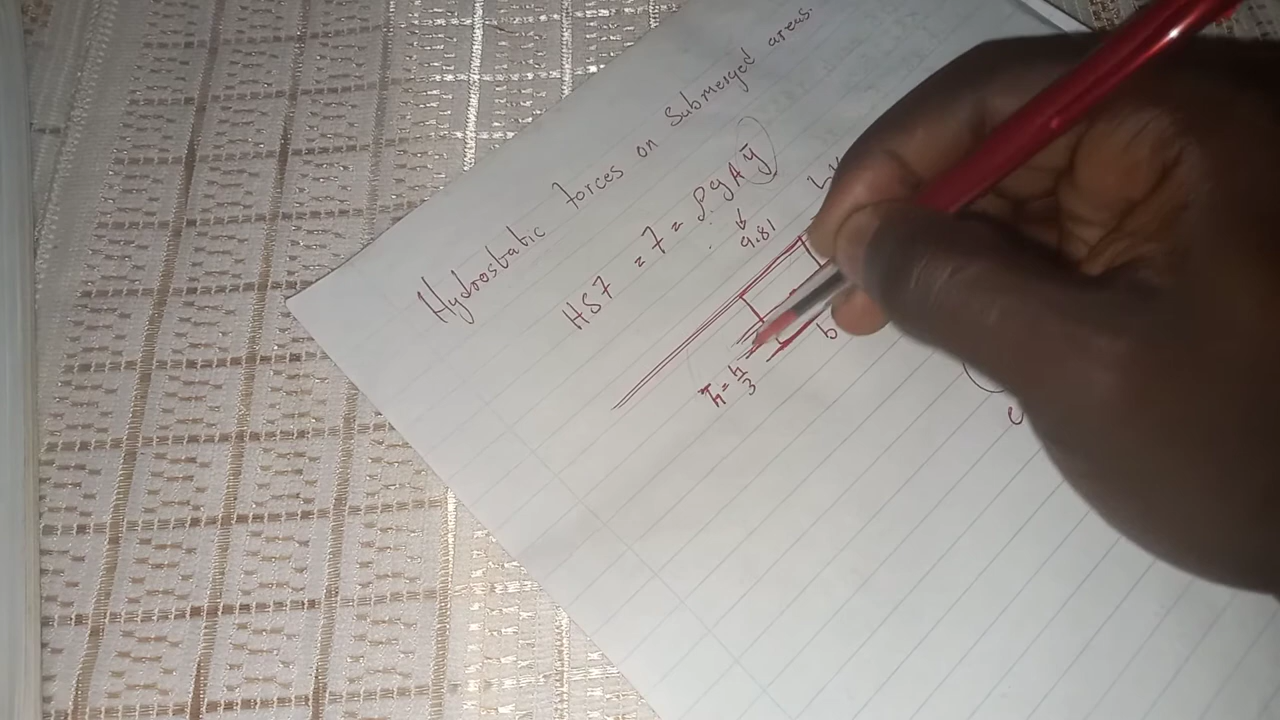 Hydrostatic forces on submerged areas.
HSF = F = ρgAȳ
9.81
b
h̄ = h/3
e